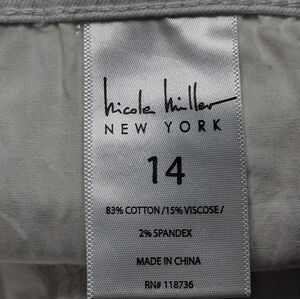 nicole miller
NEW YORK
14
83% COTTON/15% VISCOSE/
2% SPANDEX
MADE IN CHINA
RN# 118736